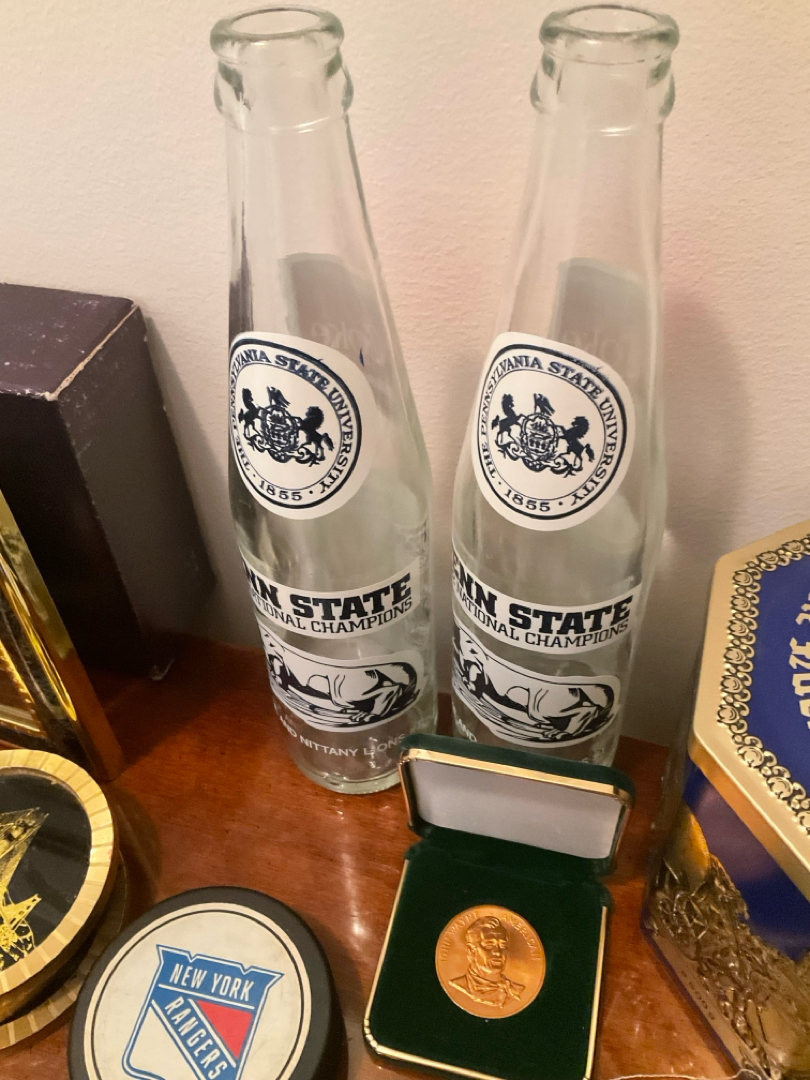 THE PENNSYLVANIA STATE UNIVERSITY
1855
NN STATE
NATIONAL CHAMPIONS
NITTANY LIONS
THE PENNSYLVANIA STATE UNIVERSITY
1855
NN STATE
NATIONAL CHAMPIONS
NEW YORK
RANGERS